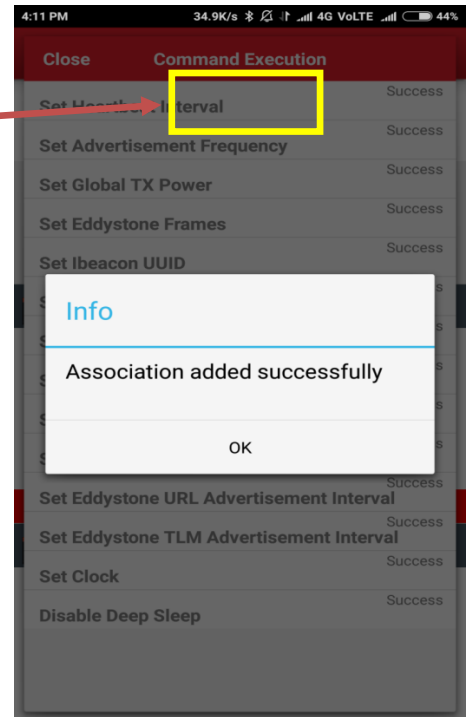 4:11 PM 34.9K/s 4G VoLTE 44%
Close Command Execution
Success
Set Heartbeat Interval
Success
Set Advertisement Frequency
Success
Set Global TX Power
Success
Set Eddystone Frames
Success
Set Ibeacon UUID
Info
Association added successfully
OK
Success
Set Eddystone URL Advertisement Interval
Success
Set Eddystone TLM Advertisement Interval
Success
Set Clock
Success
Disable Deep Sleep